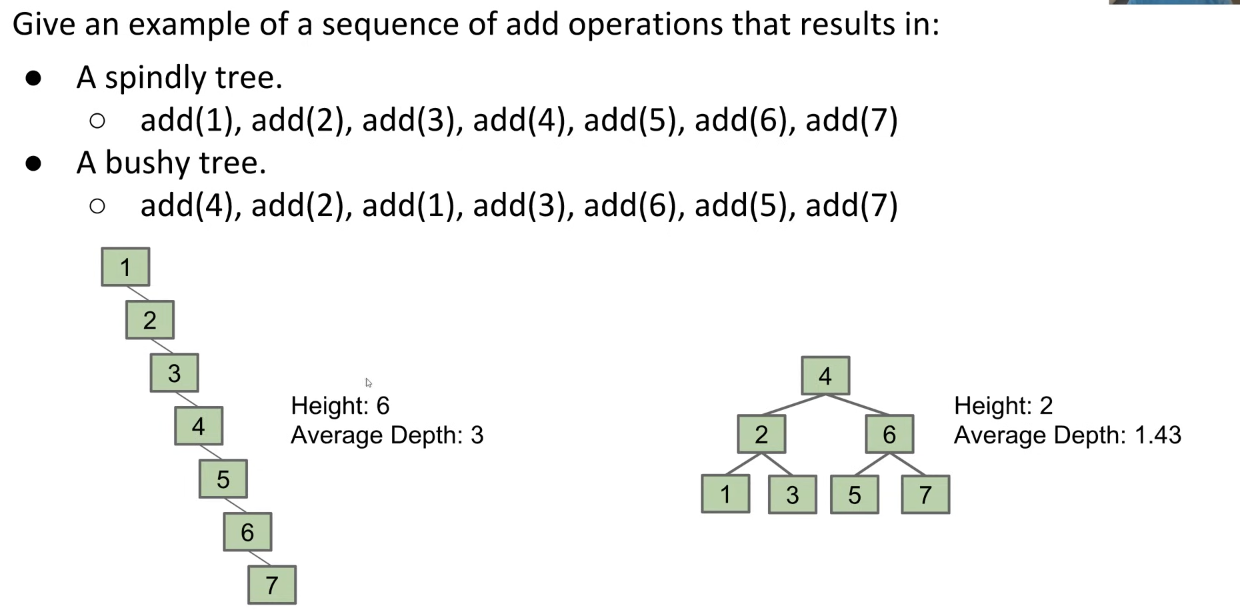 Give an example of a sequence of add operations that results in:
● A spindly tree.
○ add(1), add(2), add(3), add(4), add(5), add(6), add(7)
● A bushy tree.
○ add(4), add(2), add(1), add(3), add(6), add(5), add(7)
1
2
3
4
5
6
7
Height: 6
Average Depth: 3
4
2 6
1 3 5 7
Height: 2
Average Depth: 1.43